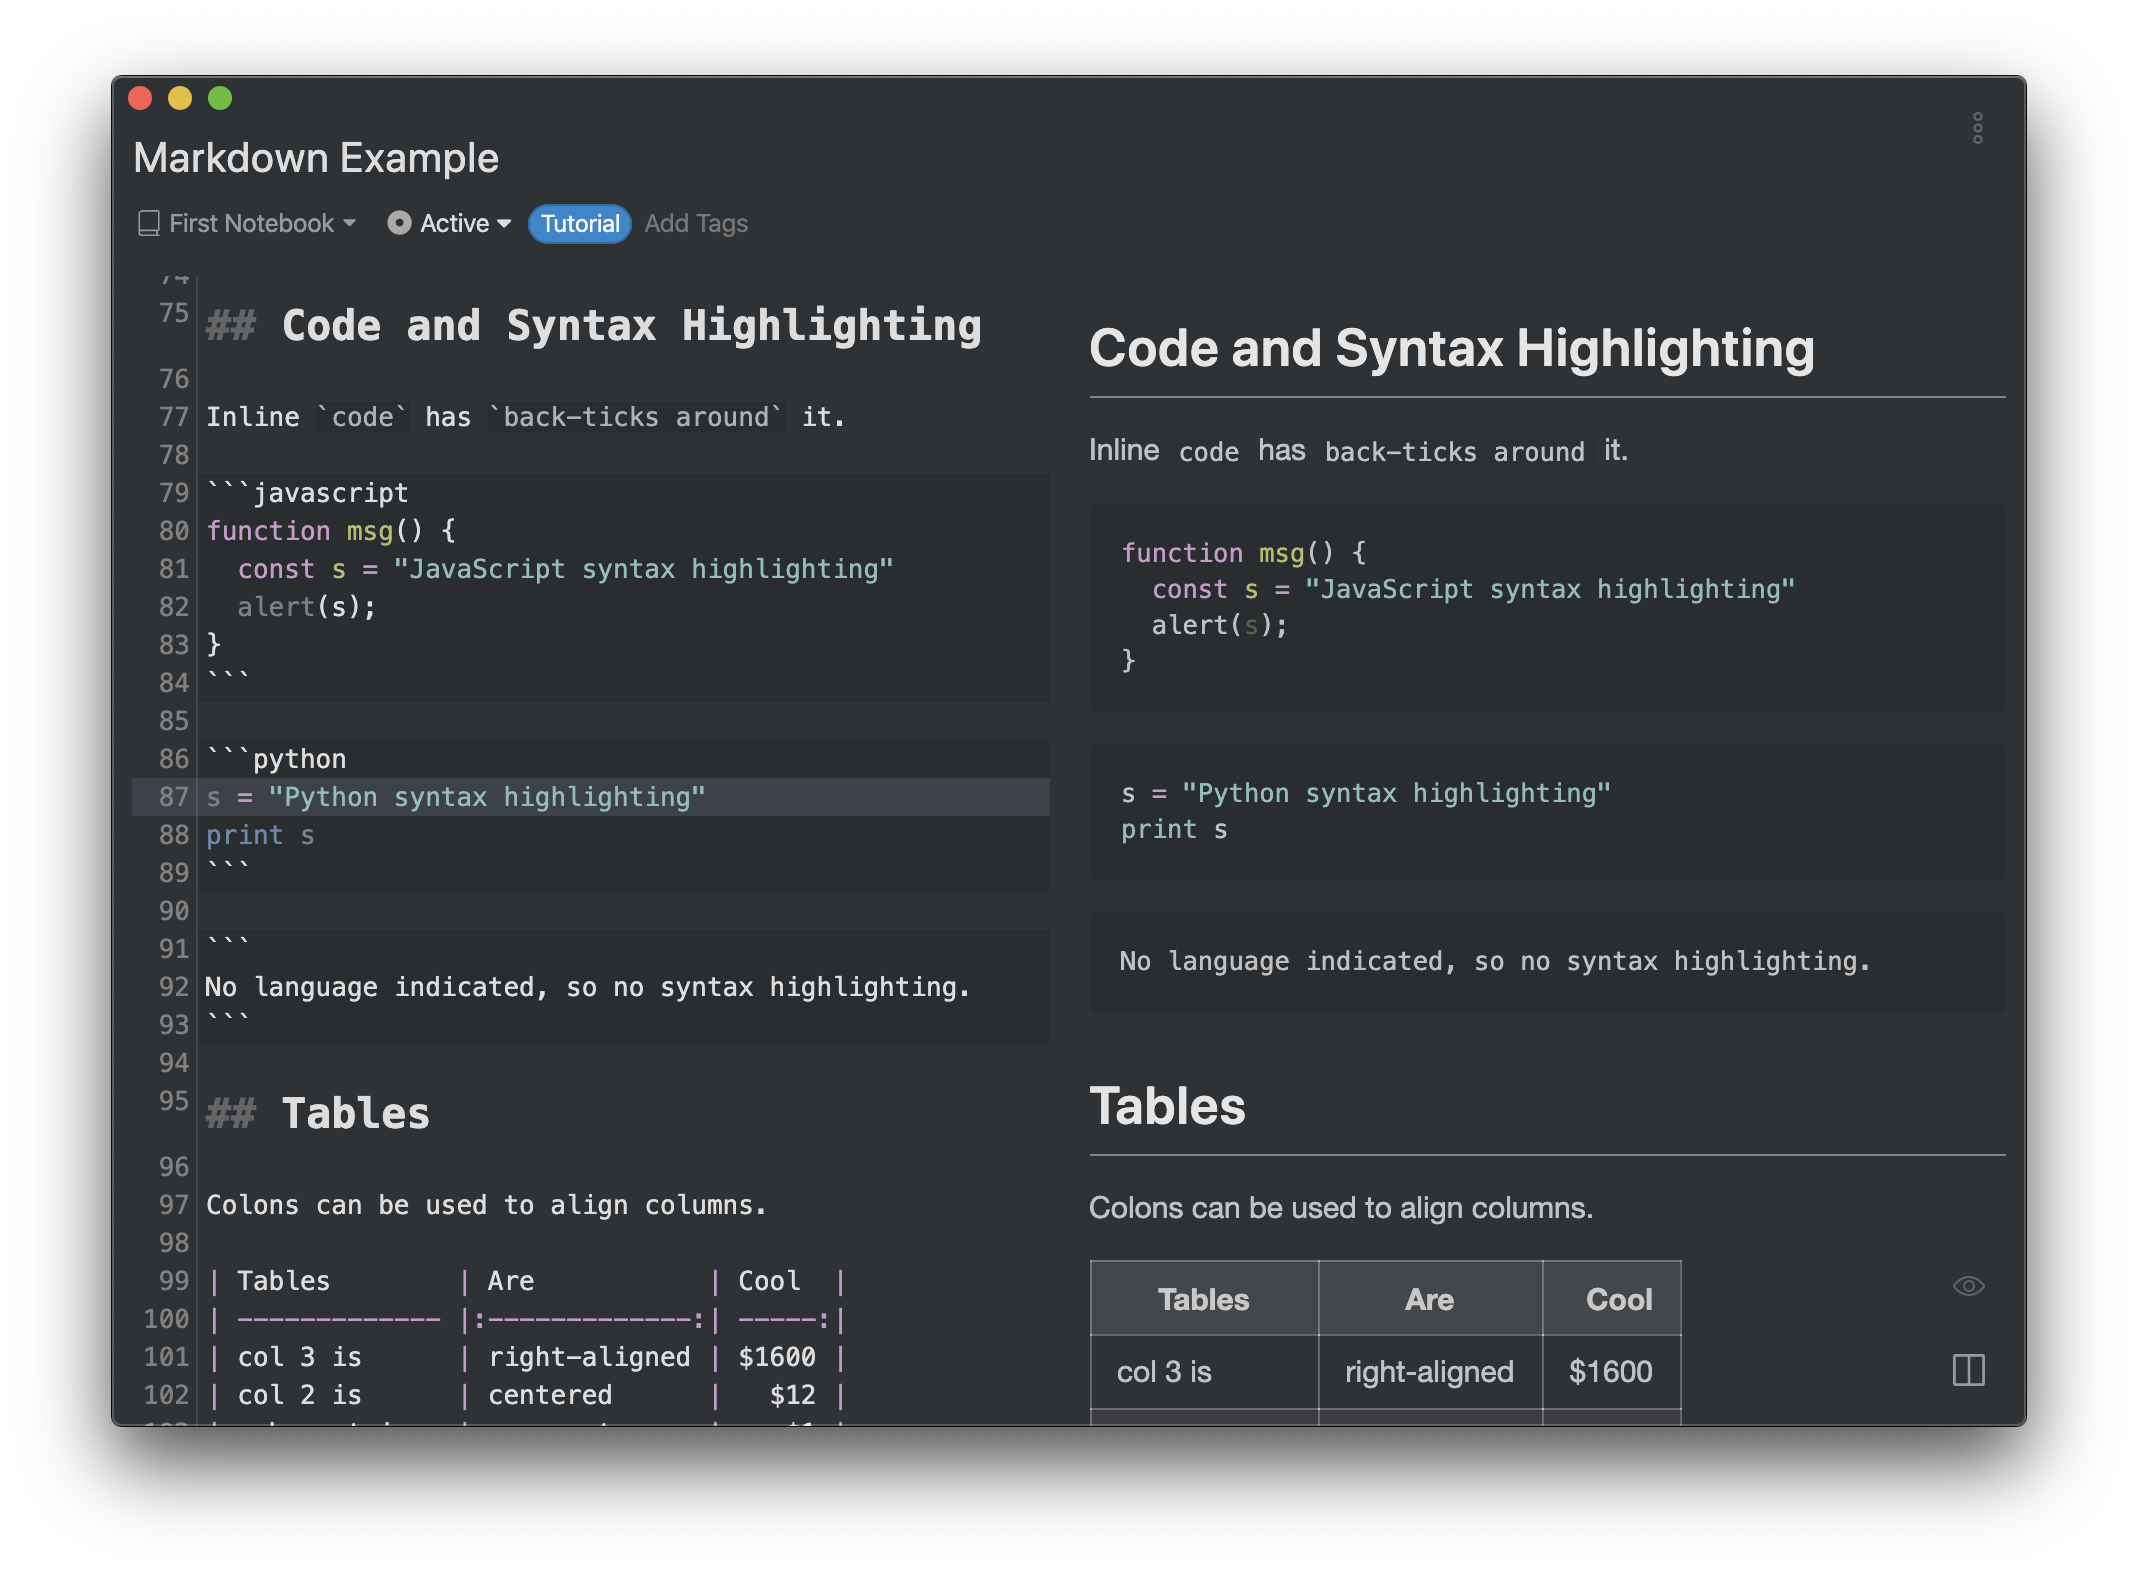 Markdown Example
First Notebook Active Tutorial Add Tags
74
75 ## Code and Syntax Highlighting
76
77 Inline `code` has `back-ticks around` it.
78
79 ```javascript
80 function msg() {
81   const s = "JavaScript syntax highlighting"
82   alert(s);
83 }
84 ```
85
86 ```python
87 s = "Python syntax highlighting"
88 print s
89 ```
90
91 ```
92 No language indicated, so no syntax highlighting.
93 ```
94
95 ## Tables
96
97 Colons can be used to align columns.
98
99 | Tables        | Are           | Cool  |
100 | ------------- |:-------------:| -----:|
101 | col 3 is      | right-aligned | $1600 |
102 | col 2 is      | centered      |   $12 |
Code and Syntax Highlighting
Inline code has back-ticks around it.
function msg() {
  const s = "JavaScript syntax highlighting"
  alert(s);
}
s = "Python syntax highlighting"
print s
No language indicated, so no syntax highlighting.
Tables
Colons can be used to align columns.
Tables Are Cool
col 3 is right-aligned $1600